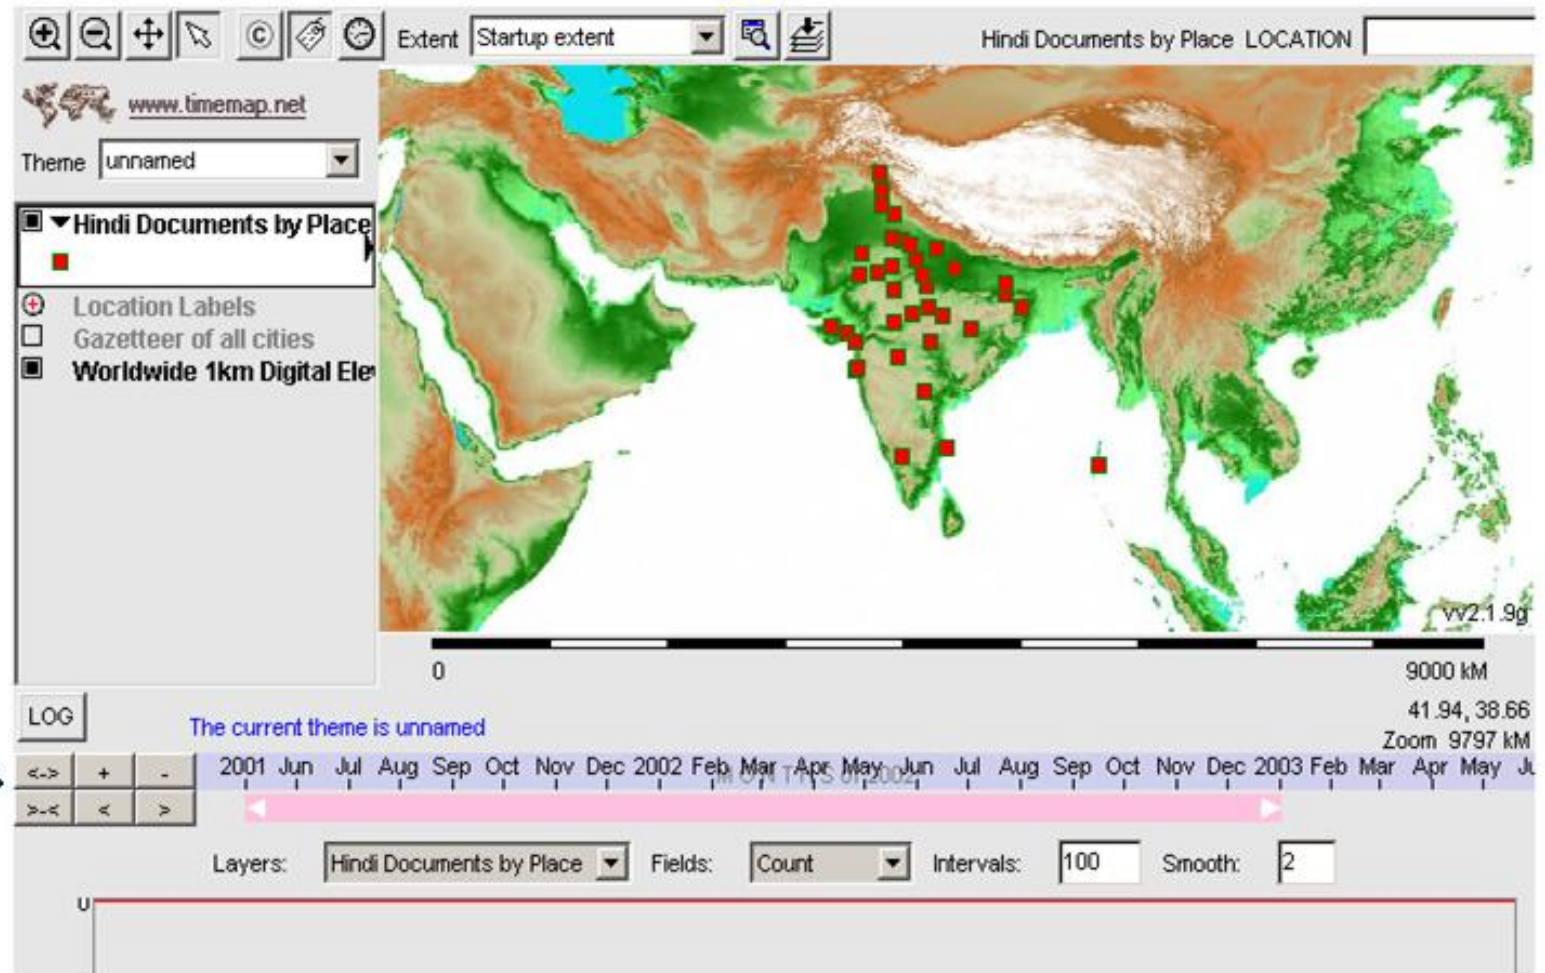 Extent Startup extent Hindi Documents by Place LOCATION
www.timemap.net
Theme unnamed
Hindi Documents by Place
Location Labels
Gazetteer of all cities
Worldwide 1km Digital Ele
vv2.1.9g
0 9000 kM
41.94, 38.66
LOG The current theme is unnamed
Zoom 9797 kM
<-> + -
2001 Jun Jul Aug Sep Oct Nov Dec 2002 Feb Mar Apr May Jun Jul Aug Sep Oct Nov Dec 2003 Feb Mar Apr May Ju
MONTHS of 2002
>-< < >
Layers: Hindi Documents by Place Fields: Count Intervals: 100 Smooth: 2
U